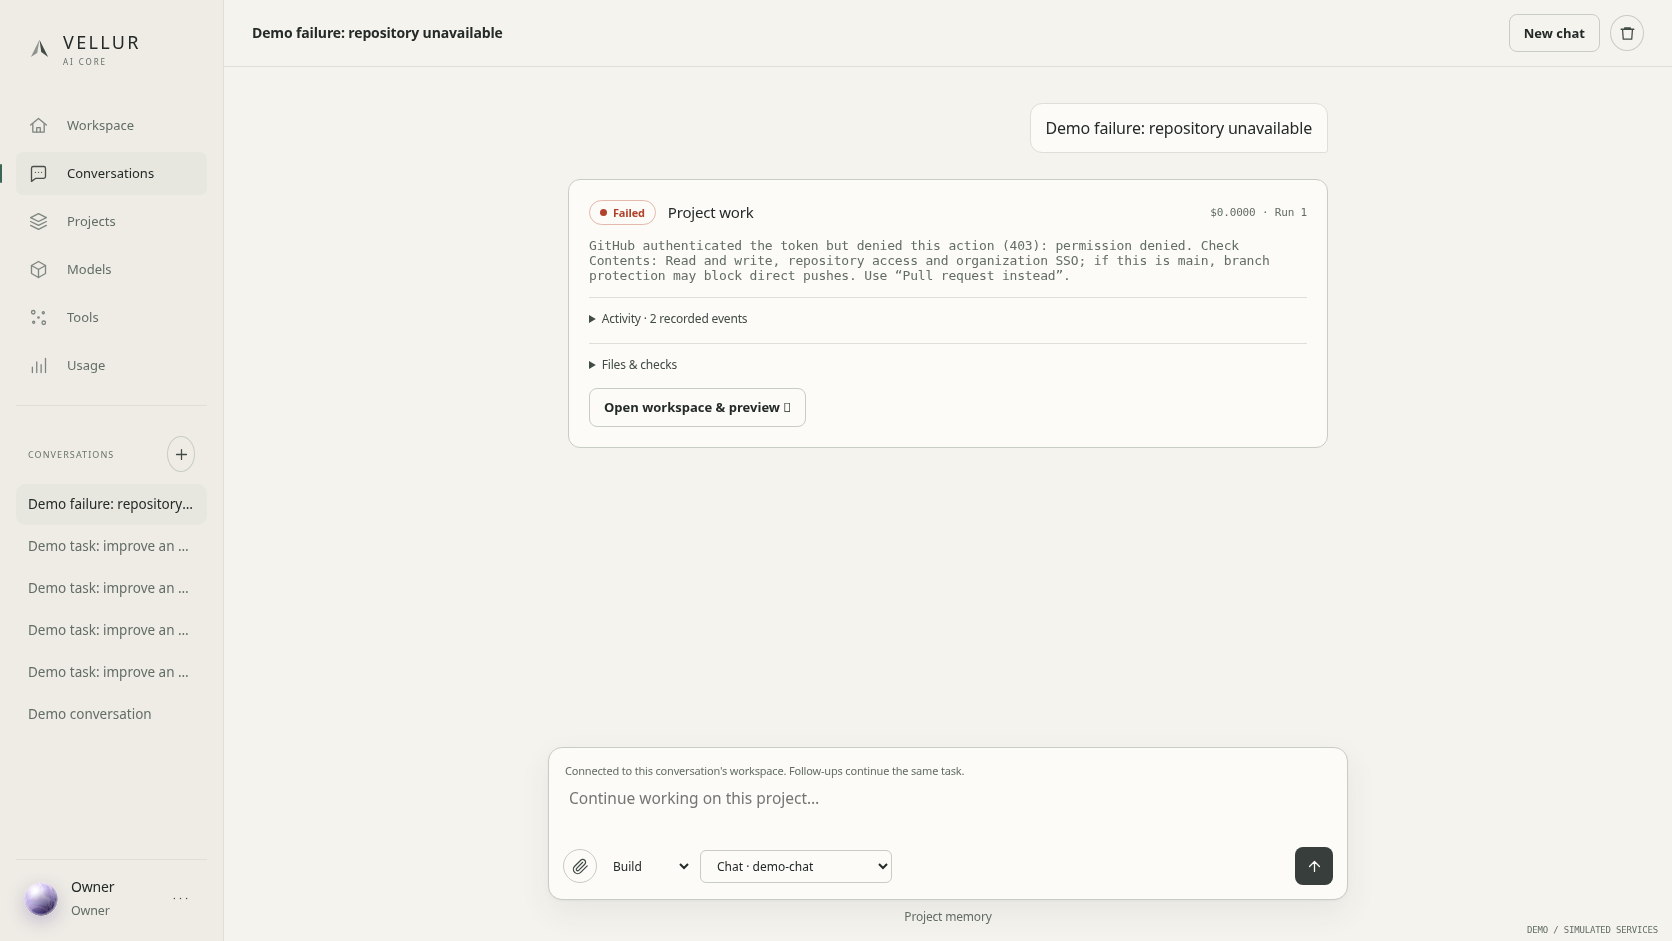 VELLUR
AI CORE
Workspace
Conversations
Projects
Models
Tools
Usage
CONVERSATIONS
Demo failure: repository...
Demo task: improve an ...
Demo task: improve an ...
Demo task: improve an ...
Demo task: improve an ...
Demo conversation
Owner
Owner
...
Demo failure: repository unavailable
New chat
Demo failure: repository unavailable
Failed
Project work
$0.0000 · Run 1
GitHub authenticated the token but denied this action (403): permission denied. Check
Contents: Read and write, repository access and organization SSO; if this is main, branch
protection may block direct pushes. Use “Pull request instead”.
Activity · 2 recorded events
Files & checks
Open workspace & preview
Connected to this conversation's workspace. Follow-ups continue the same task.
Continue working on this project...
Build
Chat · demo-chat
Project memory
DEMO / SIMULATED SERVICES